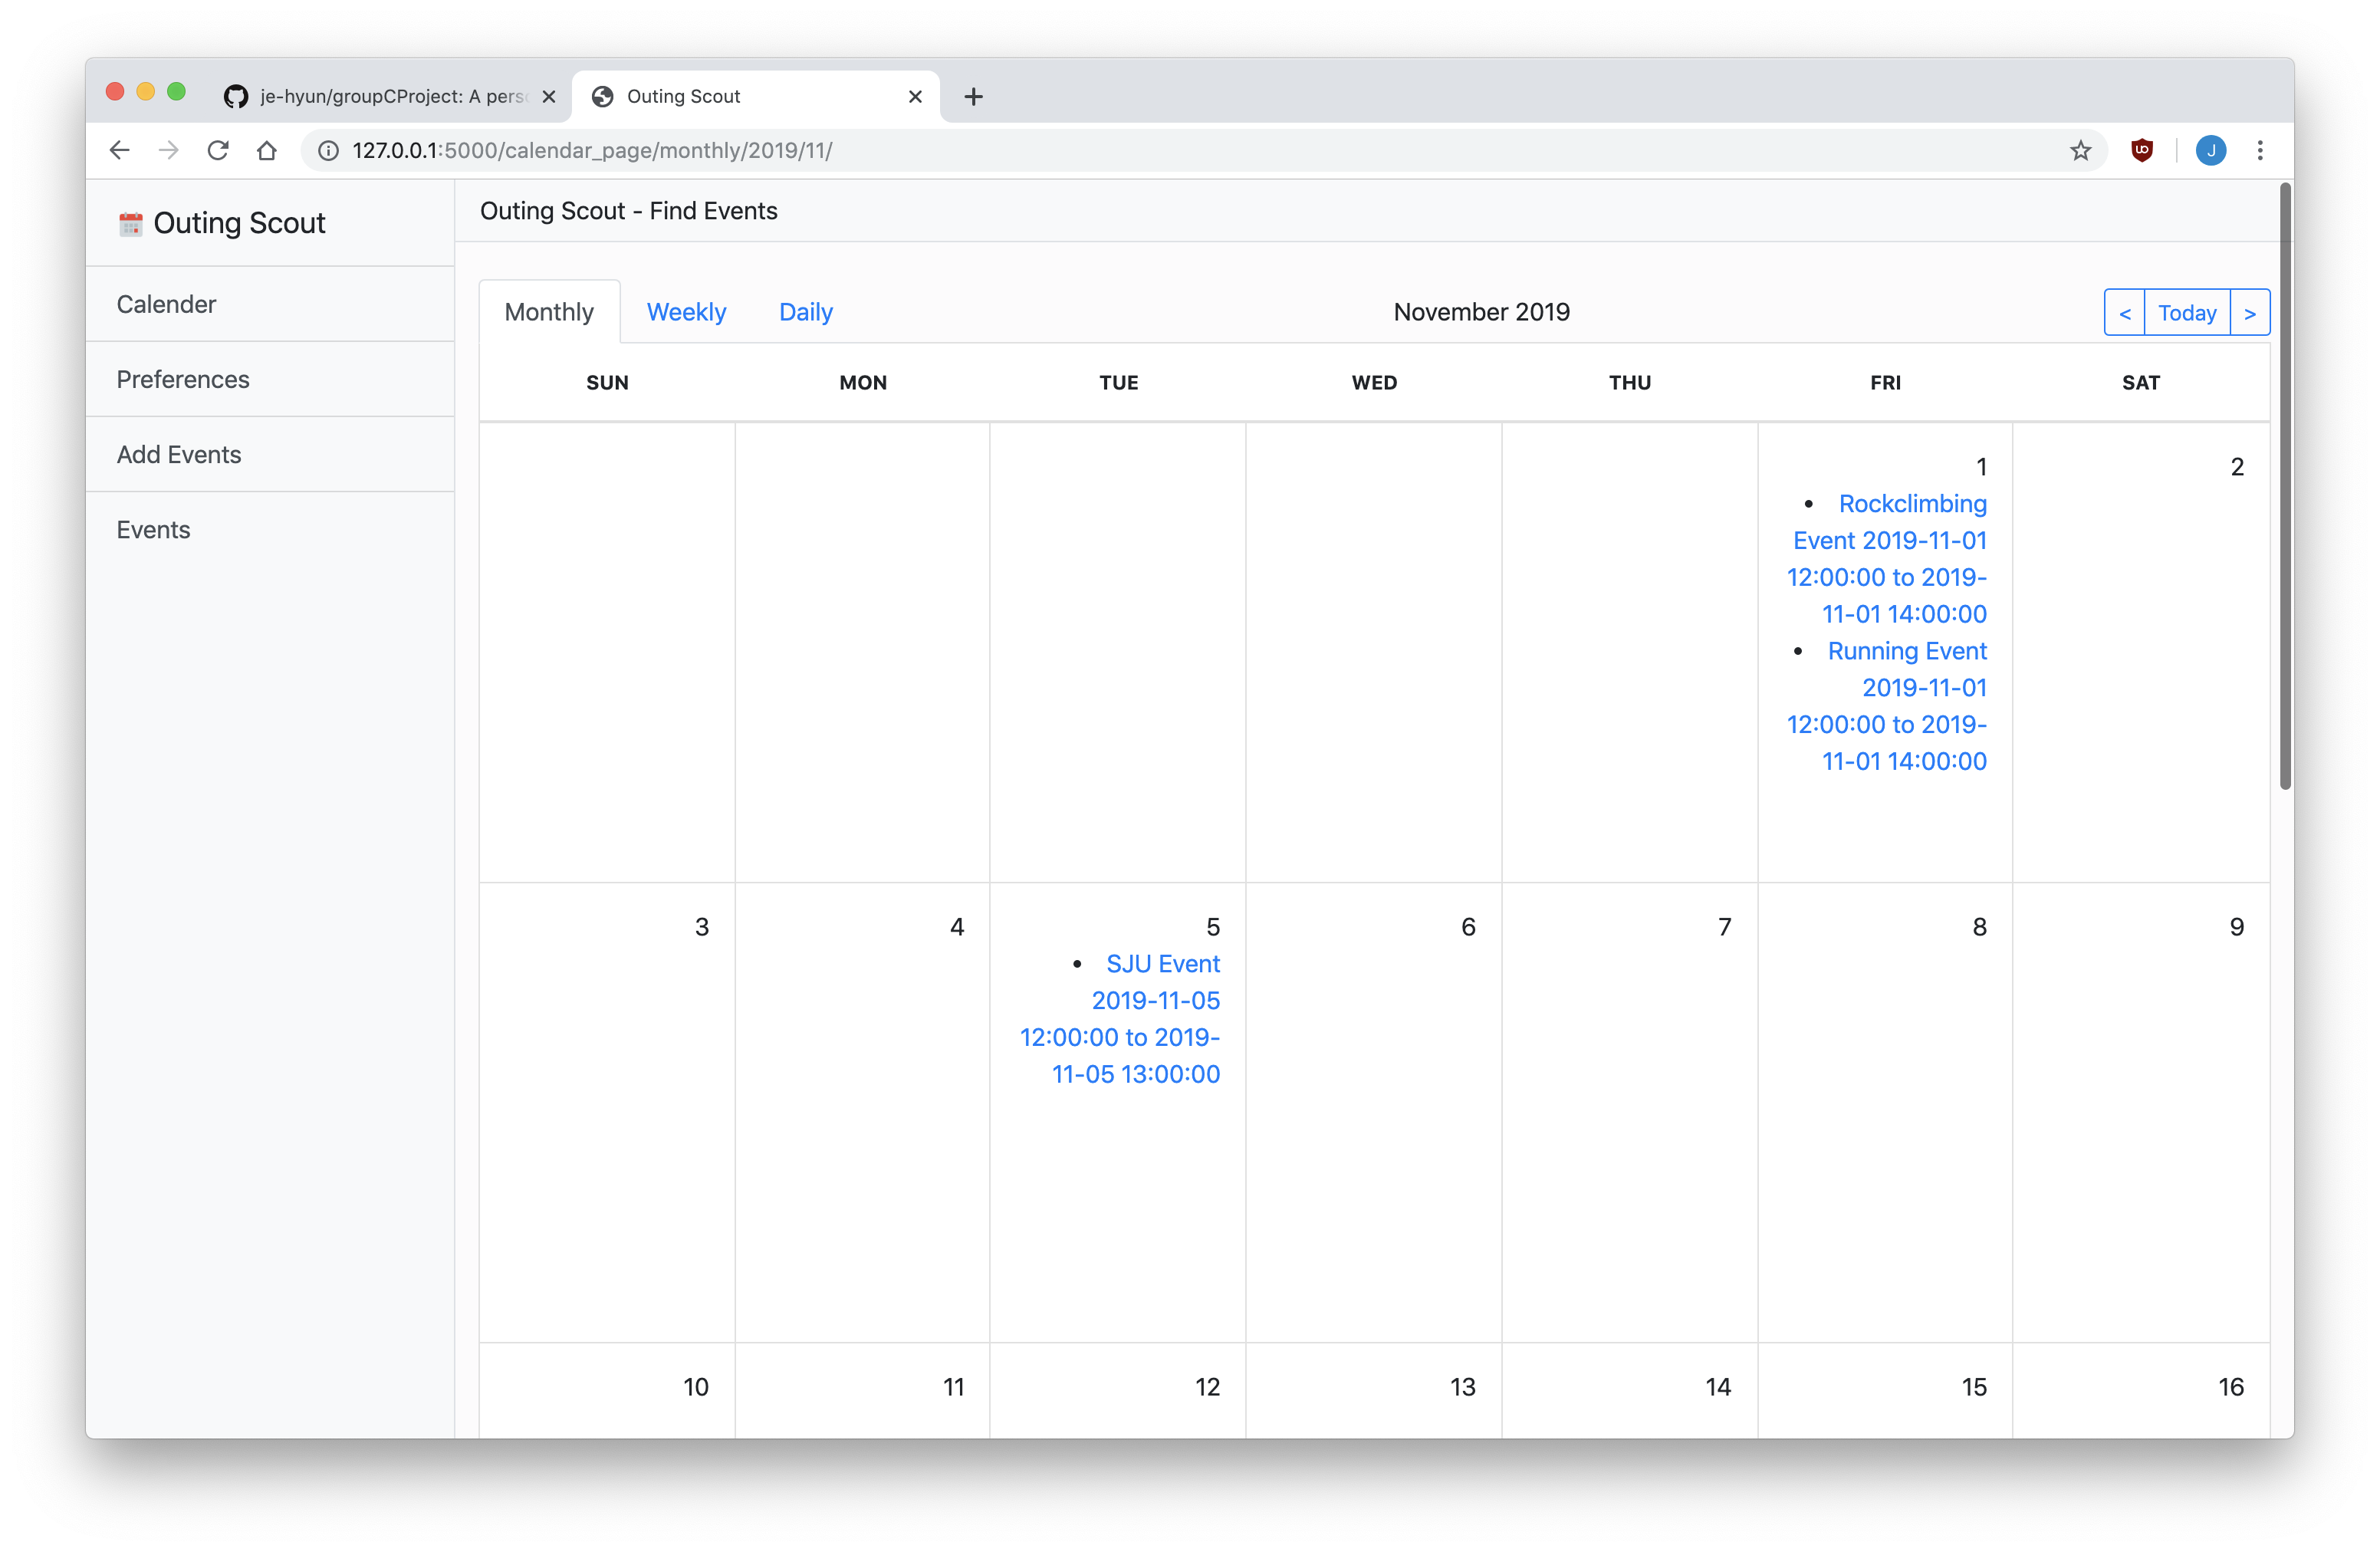 je-hyun/groupCProject: A pers
Outing Scout
127.0.0.1:5000/calendar_page/monthly/2019/11/
J
Outing Scout
Calender
Preferences
Add Events
Events
Outing Scout - Find Events
Monthly Weekly Daily November 2019 < Today >
SUN MON TUE WED THU FRI SAT
1 2
• Rockclimbing
Event 2019-11-01
12:00:00 to 2019-
11-01 14:00:00
• Running Event
2019-11-01
12:00:00 to 2019-
11-01 14:00:00
3 4 5 6 7 8 9
• SJU Event
2019-11-05
12:00:00 to 2019-
11-05 13:00:00
10 11 12 13 14 15 16